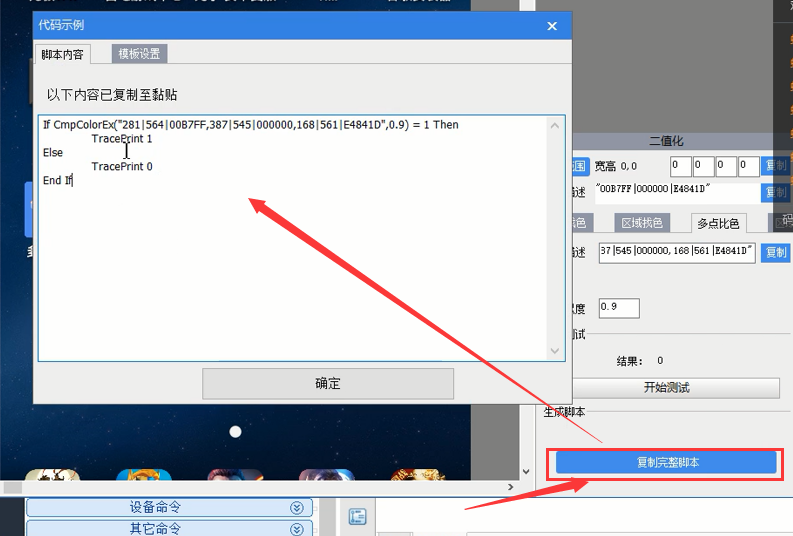 代码示例
脚本内容
模板设置
以下内容已复制至黏贴
If CmpColorEx("281|564|00B7FF,387|545|000000,168|561|E4841D",0.9) = 1 Then
TracePrint 1
Else
TracePrint 0
End If
确定
二值化
围
宽高 0,0
0 0 0 0
复制
述
"00B7FF|000000|E4841D"
复制
码
色
区域找色
多点比色
区
述
37|545|000000,168|561|E4841D"
复制
度
0.9
试
结果： 0
开始测试
生成脚本
复制完整脚本
设备命令
其它命令